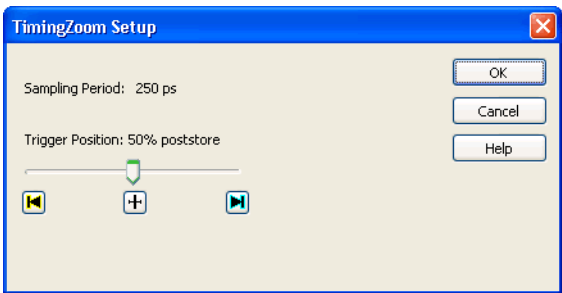 TimingZoom Setup
Sampling Period: 250 ps
Trigger Position: 50% poststore
OK
Cancel
Help